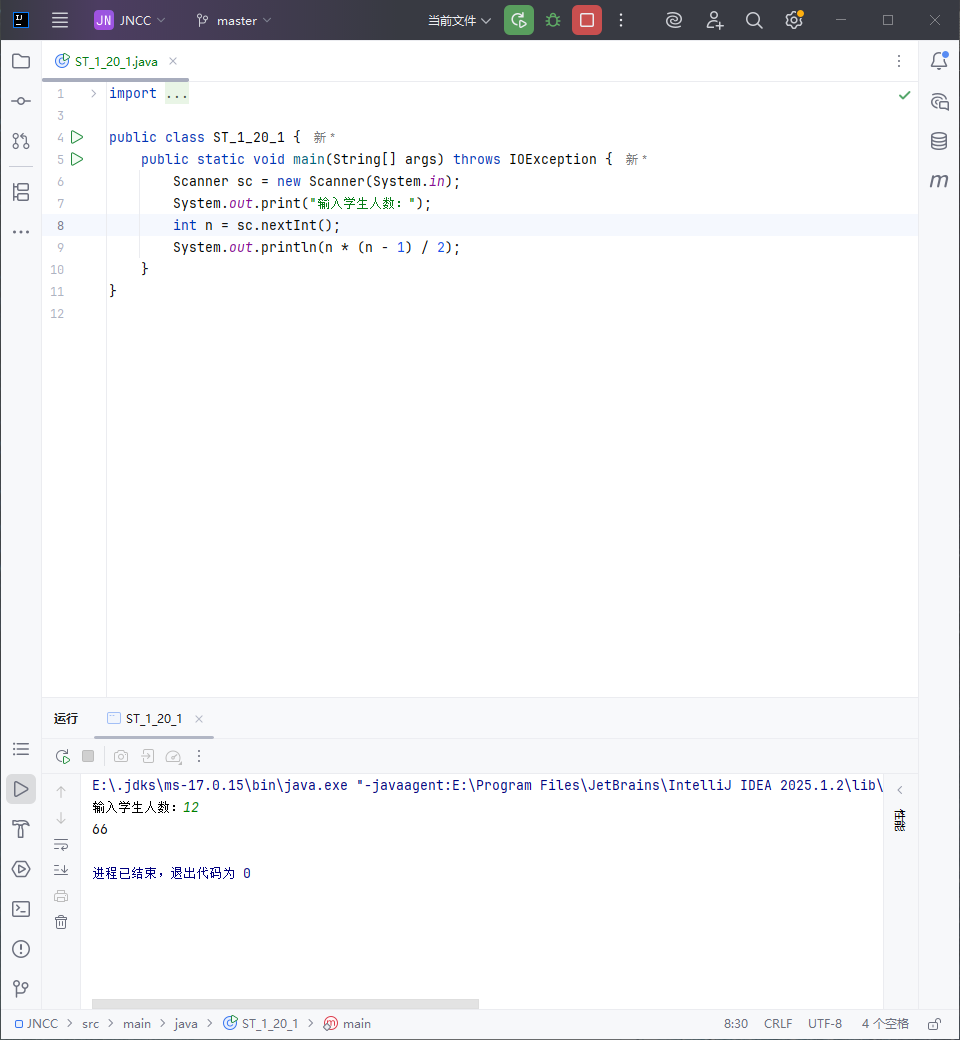 JN JNCC master 当前文件
ST_1_20_1.java
1 import ...
3
4 public class ST_1_20_1 { 新 *
5 public static void main(String[] args) throws IOException { 新 *
6 Scanner sc = new Scanner(System.in);
7 System.out.print("输入学生人数：");
8 int n = sc.nextInt();
9 System.out.println(n * (n - 1) / 2);
10 }
11 }
12
运行 ST_1_20_1
E:\.jdks\ms-17.0.15\bin\java.exe "-javaagent:E:\Program Files\JetBrains\IntelliJ IDEA 2025.1.2\lib\
输入学生人数：12
66
进程已结束，退出代码为 0
性能
JNCC > src > main > java > ST_1_20_1 > main 8:30 CRLF UTF-8 4 个空格